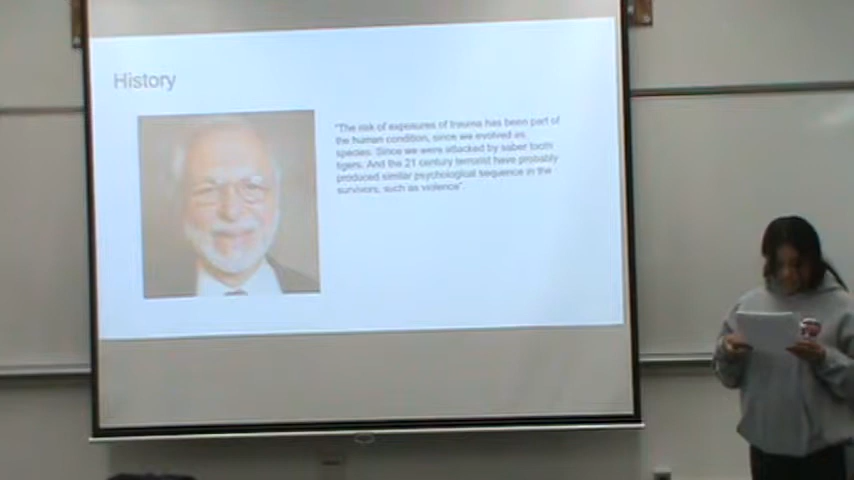 History
"The risk of exposures of trauma has been part of
the human condition, since we evolved as
species. Since we were attacked by saber tooth
tigers. And the 21 century terrorist have probably
produced similar psychological sequence in the
survivors, such as violence".